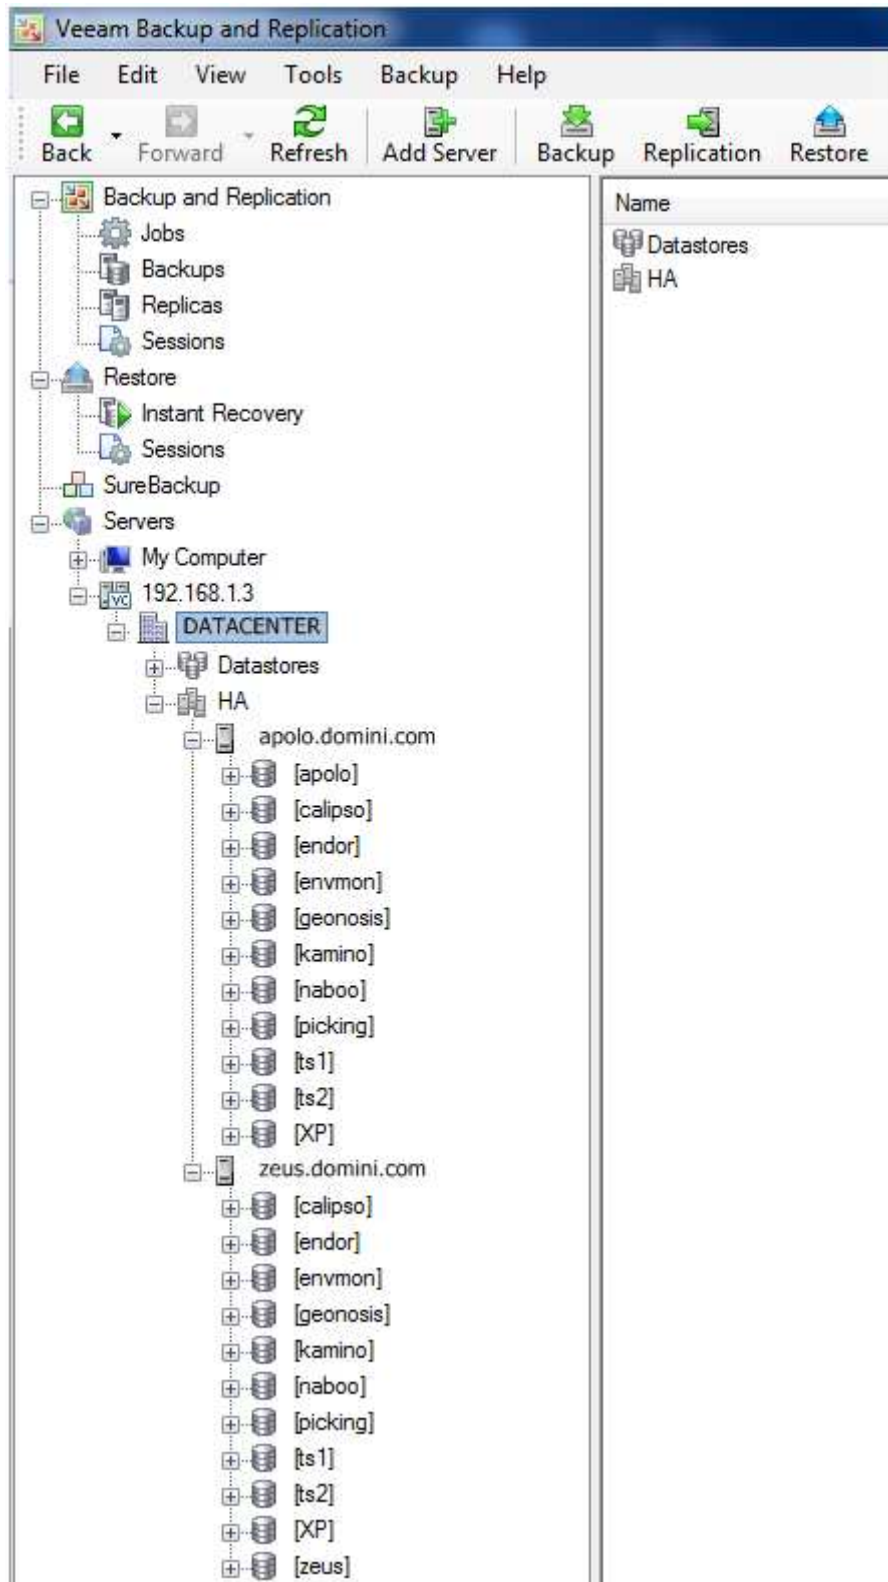 Veeam Backup and Replication
File Edit View Tools Backup Help
Back Forward Refresh Add Server Backup Replication Restore
Backup and Replication
Jobs
Backups
Replicas
Sessions
Restore
Instant Recovery
Sessions
SureBackup
Servers
My Computer
192.168.1.3
DATACENTER
Datastores
HA
apolo.domini.com
[apolo]
[calipso]
[endor]
[envmon]
[geonosis]
[kamino]
[naboo]
[picking]
[ts1]
[ts2]
[XP]
zeus.domini.com
[calipso]
[endor]
[envmon]
[geonosis]
[kamino]
[naboo]
[picking]
[ts1]
[ts2]
[XP]
[zeus]
Name
Datastores
HA